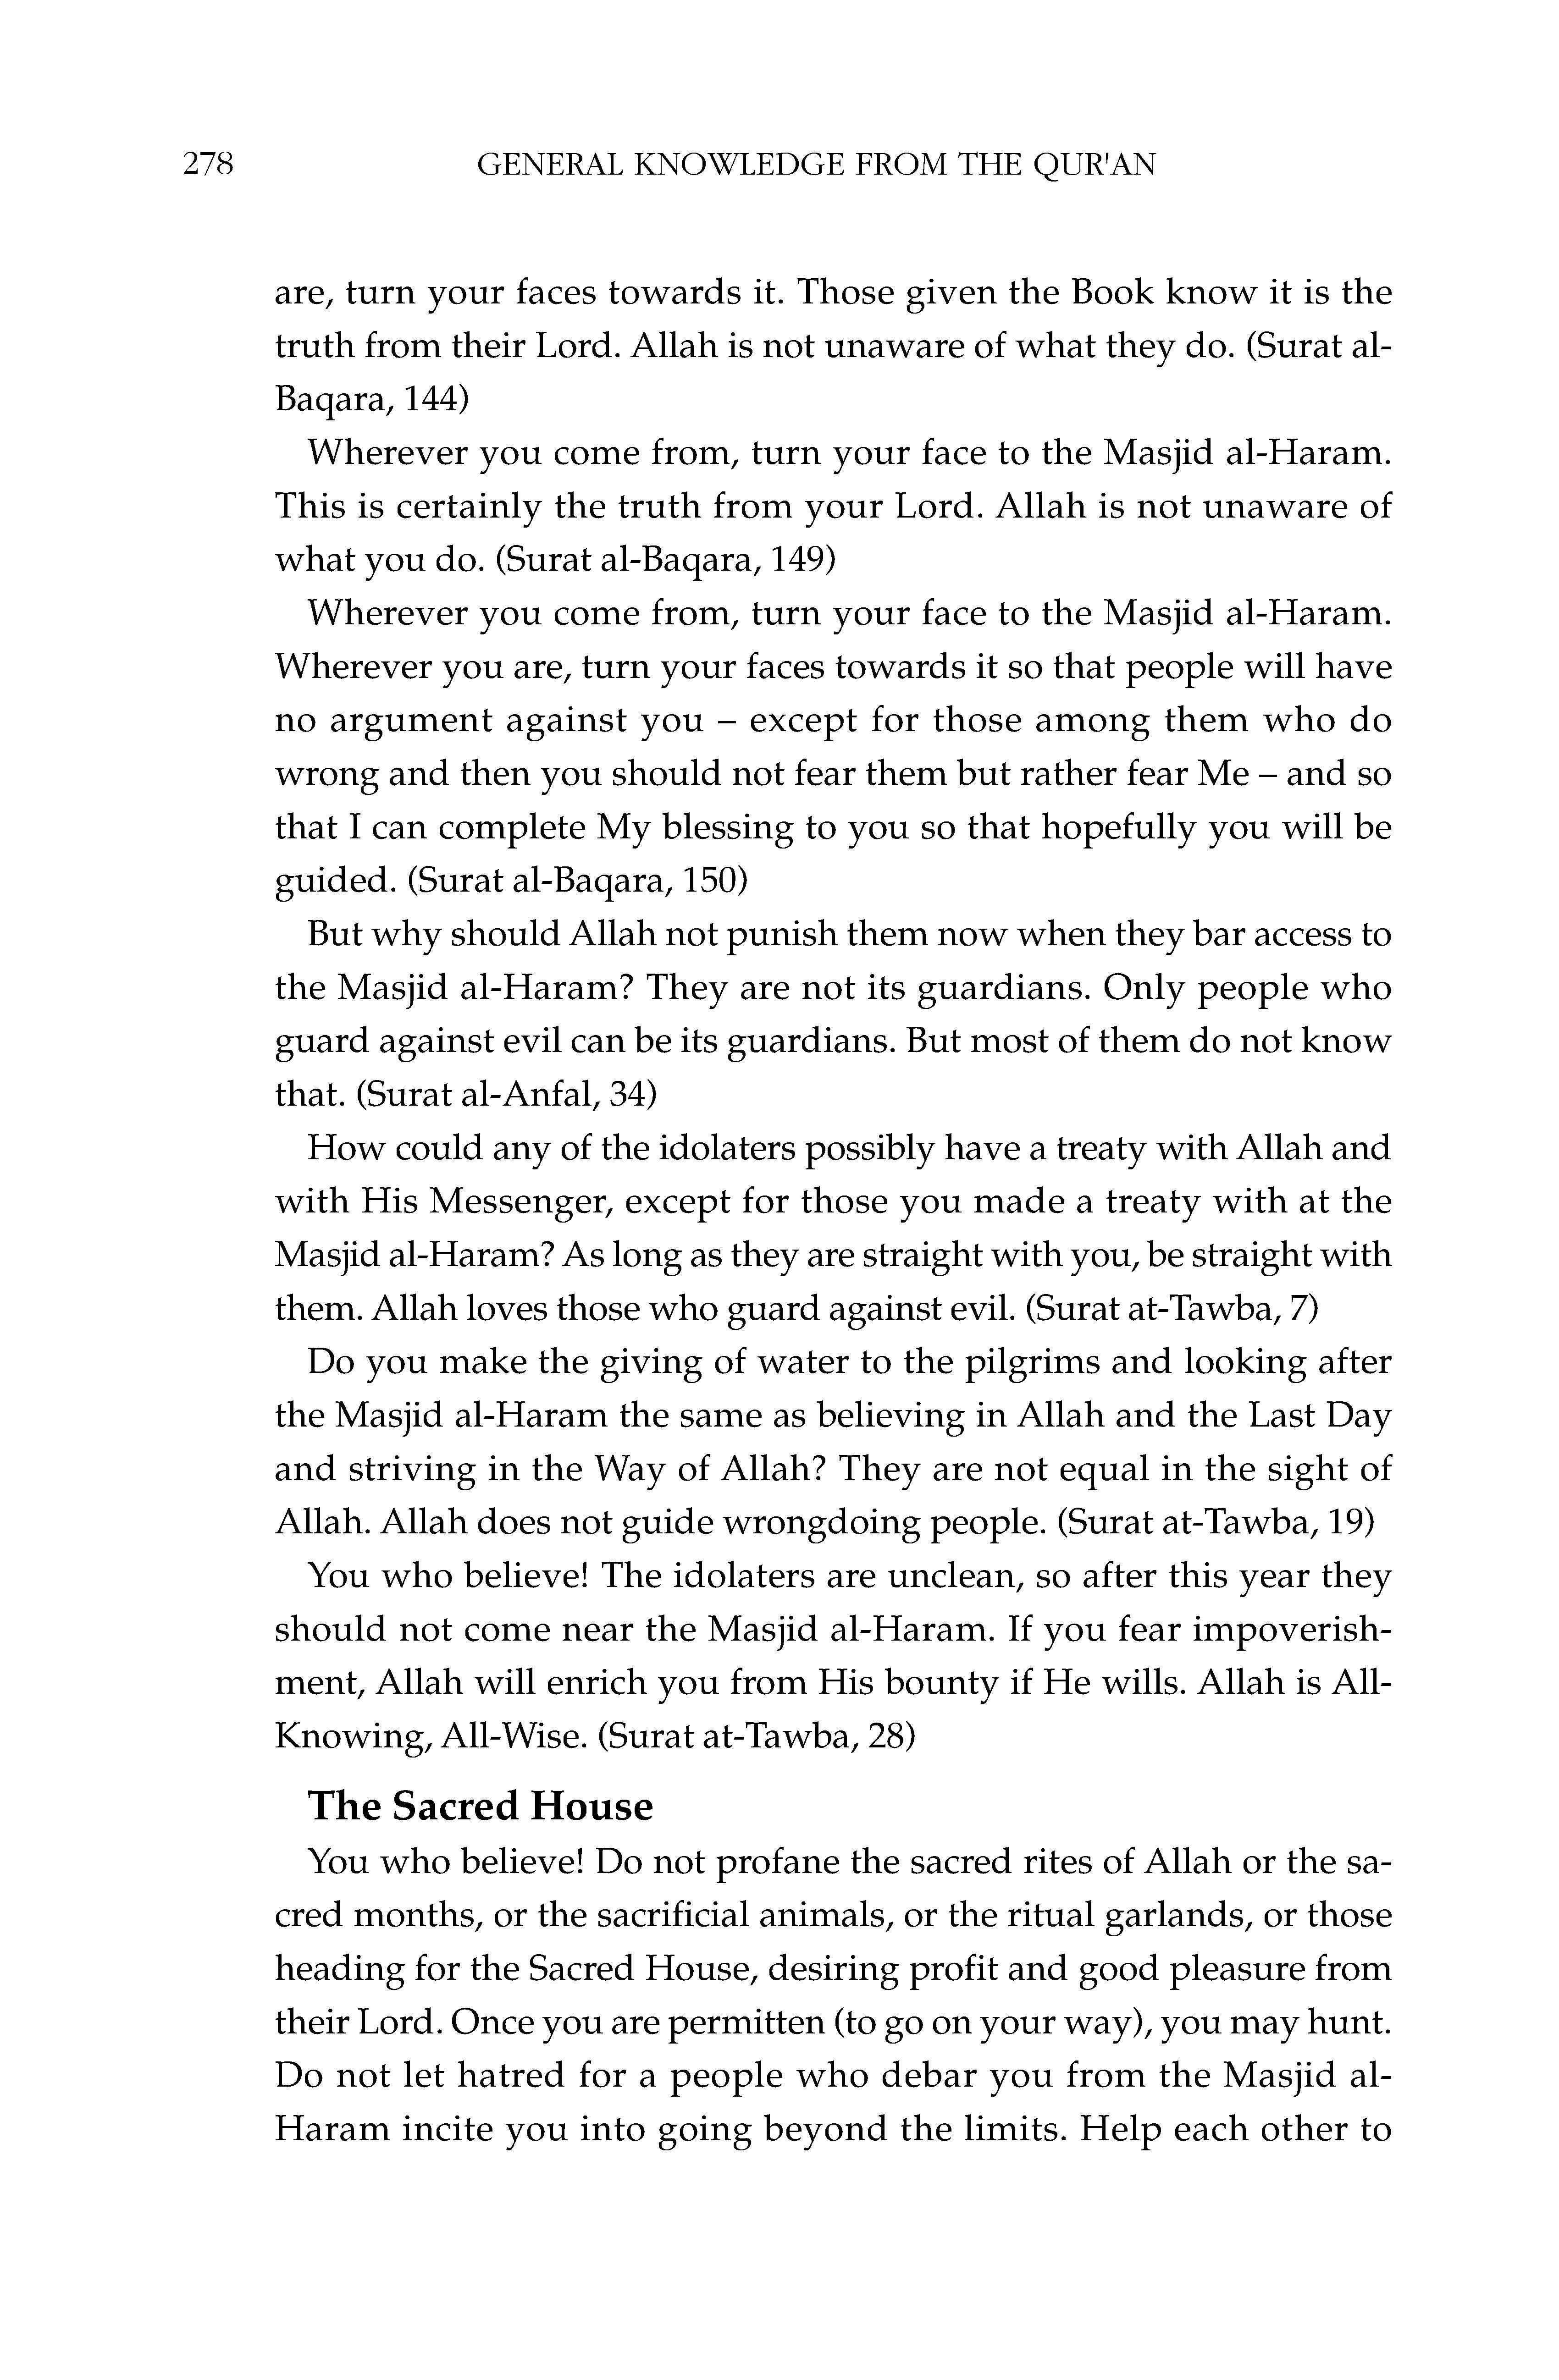 278 GENERAL KNOWLEDGE FROM THE QUR'AN
are, turn your faces towards it. Those given the Book know it is the
truth from their Lord. Allah is not unaware of what they do. (Surat al-
Baqara, 144)
Wherever you come from, turn your face to the Masjid al-Haram.
This is certainly the truth from your Lord. Allah is not unaware of
what you do. (Surat al-Baqara, 149)
Wherever you come from, turn your face to the Masjid al-Haram.
Wherever you are, turn your faces towards it so that people will have
no argument against you – except for those among them who do
wrong and then you should not fear them but rather fear Me – and so
that I can complete My blessing to you so that hopefully you will be
guided. (Surat al-Baqara, 150)
But why should Allah not punish them now when they bar access to
the Masjid al-Haram? They are not its guardians. Only people who
guard against evil can be its guardians. But most of them do not know
that. (Surat al-Anfal, 34)
How could any of the idolaters possibly have a treaty with Allah and
with His Messenger, except for those you made a treaty with at the
Masjid al-Haram? As long as they are straight with you, be straight with
them. Allah loves those who guard against evil. (Surat at-Tawba, 7)
Do you make the giving of water to the pilgrims and looking after
the Masjid al-Haram the same as believing in Allah and the Last Day
and striving in the Way of Allah? They are not equal in the sight of
Allah. Allah does not guide wrongdoing people. (Surat at-Tawba, 19)
You who believe! The idolaters are unclean, so after this year they
should not come near the Masjid al-Haram. If you fear impoverish-
ment, Allah will enrich you from His bounty if He wills. Allah is All-
Knowing, All-Wise. (Surat at-Tawba, 28)
The Sacred House
You who believe! Do not profane the sacred rites of Allah or the sa-
cred months, or the sacrificial animals, or the ritual garlands, or those
heading for the Sacred House, desiring profit and good pleasure from
their Lord. Once you are permitten (to go on your way), you may hunt.
Do not let hatred for a people who debar you from the Masjid al-
Haram incite you into going beyond the limits. Help each other to